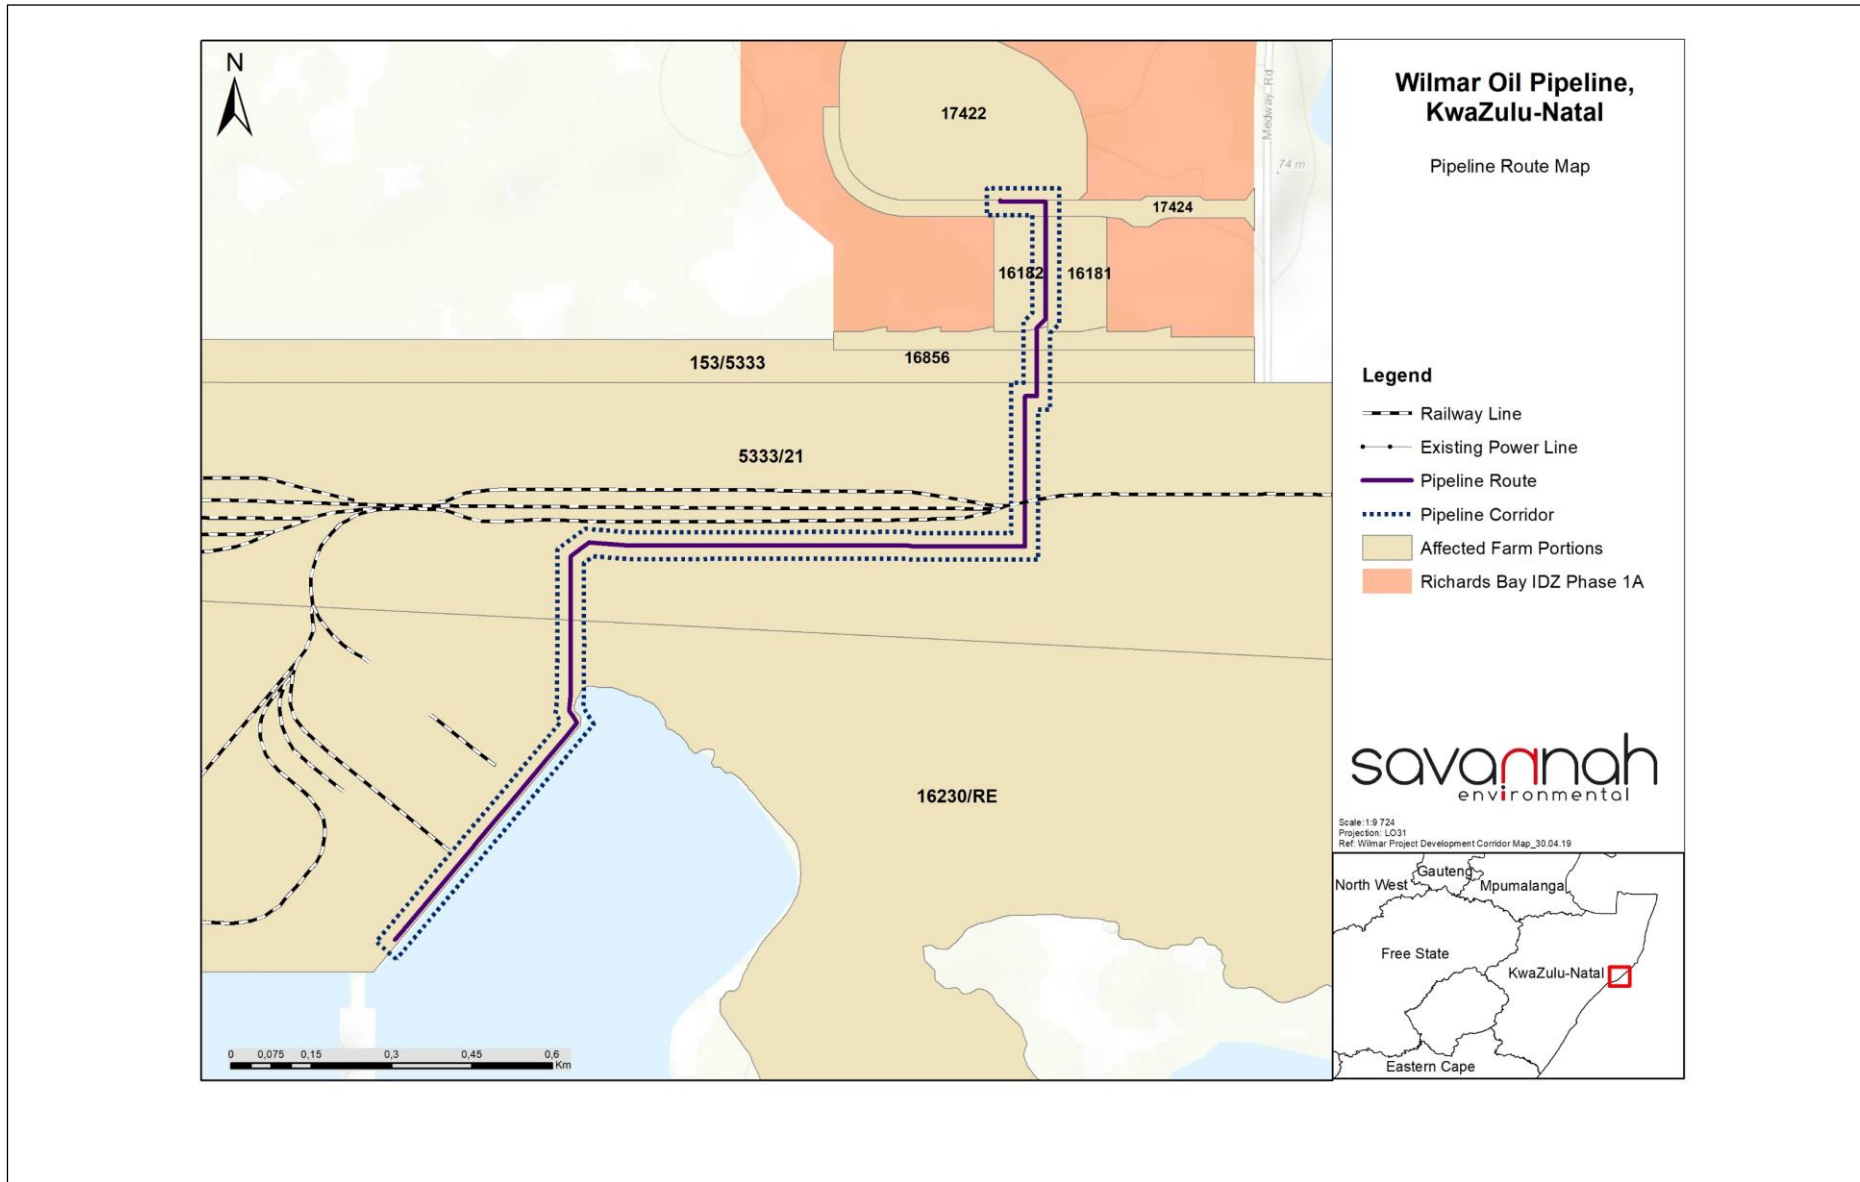 N
17422
Medway Rd
74 m
17424
16182
16181
153/5333
16856
5333/21
16230/RE
0 0,075 0,15 0,3 0,45 0,6
Km
Wilmar Oil Pipeline,
KwaZulu-Natal
Pipeline Route Map
Legend
Railway Line
Existing Power Line
Pipeline Route
Pipeline Corridor
Affected Farm Portions
Richards Bay IDZ Phase 1A
savannah
environmental
Scale:1:9 724
Projection: LO31
Ref: Wilmar Project Development Corridor Map_30.04.19
Gauteng
North West
Mpumalanga
Free State
KwaZulu-Natal
Eastern Cape